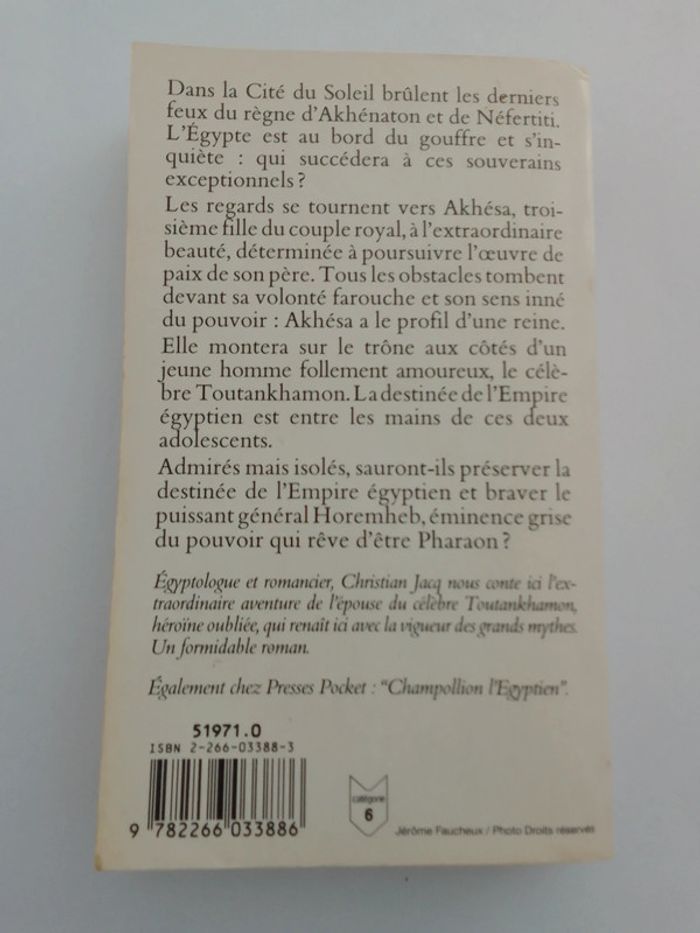 Dans la Cité du Soleil brûlent les derniers
feux du règne d'Akhénaton et de Néfertiti.
L'Égypte est au bord du gouffre et s'in-
quiète : qui succédera à ces souverains
exceptionnels ?
Les regards se tournent vers Akhésa, troi-
sième fille du couple royal, à l'extraordinaire
beauté, déterminée à poursuivre l'œuvre de
paix de son père. Tous les obstacles tombent
devant sa volonté farouche et son sens inné
du pouvoir : Akhésa a le profil d'une reine.
Elle montera sur le trône aux côtés d'un
jeune homme follement amoureux, le célè-
bre Toutankhamon. La destinée de l'Empire
égyptien est entre les mains de ces deux
adolescents.
Admirés mais isolés, sauront-ils préserver la
destinée de l'Empire égyptien et braver le
puissant général Horemheb, éminence grise
du pouvoir qui rêve d'être Pharaon ?
Égyptologue et romancier, Christian Jacq nous conte ici l'ex-
traordinaire aventure de l'épouse du célèbre Toutankhamon,
héroïne oubliée, qui renaît ici avec la vigueur des grands mythes.
Un formidable roman.
Également chez Presses Pocket : "Champollion l'Egyptien".
51971.0
ISBN 2-266-03388-3
9 782266 033886
catégorie
6
Jérôme Faucheux / Photo Droits réservés